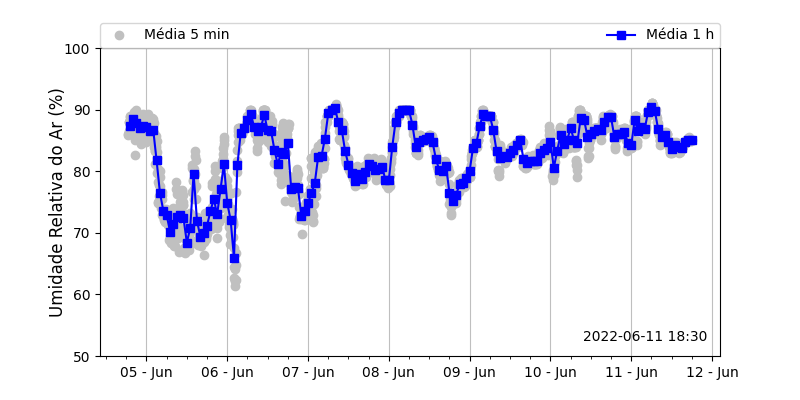 Média 5 min
Média 1 h
Umidade Relativa do Ar (%)
100
90
80
70
60
50
2022-06-11 18:30
05 - Jun
06 - Jun
07 - Jun
08 - Jun
09 - Jun
10 - Jun
11 - Jun
12 - Jun